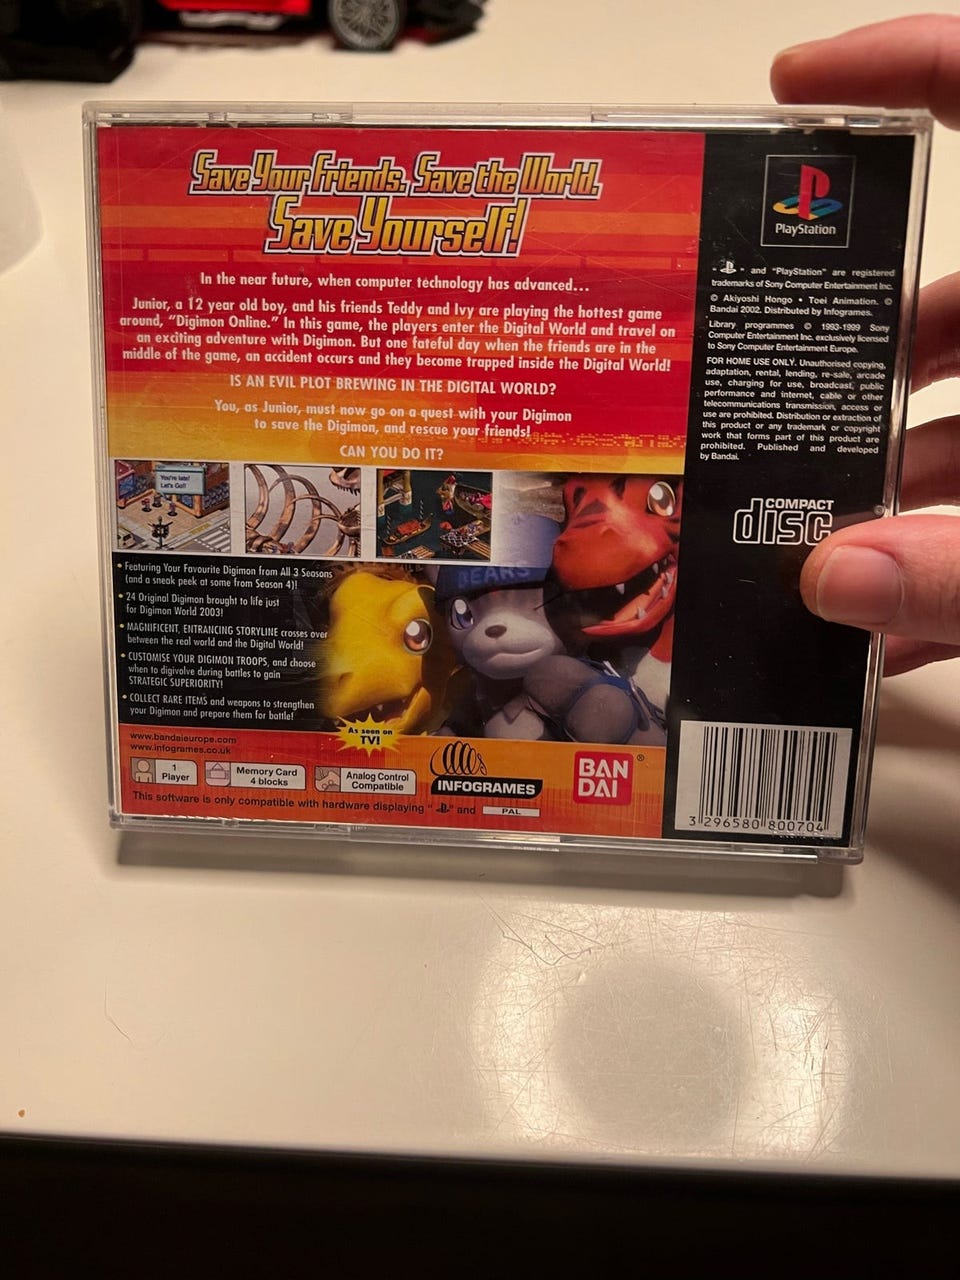 Save Your Friends, Save the World,
Save Yourself!
In the near future, when computer technology has advanced...
Junior, a 12 year old boy, and his friends Teddy and Ivy are playing the hottest game
around, “Digimon Online.” In this game, the players enter the Digital World and travel on
an exciting adventure with Digimon. But one fateful day when the friends are in the
middle of the game, an accident occurs and they become trapped inside the Digital World!
IS AN EVIL PLOT BREWING IN THE DIGITAL WORLD?
You, as Junior, must now go on a quest with your Digimon
to save the Digimon, and rescue your friends!
CAN YOU DO IT?
You're late!
Let's Go!!
• Featuring Your Favourite Digimon from All 3 Seasons
(and a sneak peek at some from Season 4)!
• 24 Original Digimon brought to life just
for Digimon World 2003!
• MAGNIFICENT, ENTRANCING STORYLINE crosses over
between the real world and the Digital World!
• CUSTOMISE YOUR DIGIMON TROOPS, and choose
when to digivolve during battles to gain
STRATEGIC SUPERIORITY!
• COLLECT RARE ITEMS and weapons to strengthen
your Digimon and prepare them for battle!
BEARS
As seen on
TV!
www.bandaieurope.com
www.infogrames.co.uk
1
Player
Memory Card
4 blocks
Analog Control
Compatible
INFOGRAMES
BAN
DAI
®
This software is only compatible with hardware displaying “ ” and PAL
PlayStation
“ ” and “PlayStation” are registered
trademarks of Sony Computer Entertainment Inc.
© Akiyoshi Hongo • Toei Animation. ©
Bandai 2002. Distributed by Infogrames.
Library programmes © 1993-1999 Sony
Computer Entertainment Inc. exclusively licensed
to Sony Computer Entertainment Europe.
FOR HOME USE ONLY. Unauthorised copying,
adaptation, rental, lending, re-sale, arcade
use, charging for use, broadcast, public
performance and internet, cable or other
telecommunications transmission, access or
use are prohibited. Distribution or extraction of
this product or any trademark or copyright
work that forms part of this product are
prohibited. Published and developed
by Bandai.
COMPACT
disc
3 296580 800704